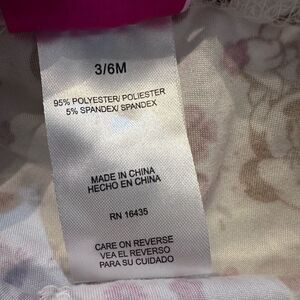 3/6M
95% POLYESTER/ POLIESTER
5% SPANDEX/ SPANDEX
MADE IN CHINA
HECHO EN CHINA
RN 16435
CARE ON REVERSE
VEA EL REVERSO
PARA SU CUIDADO